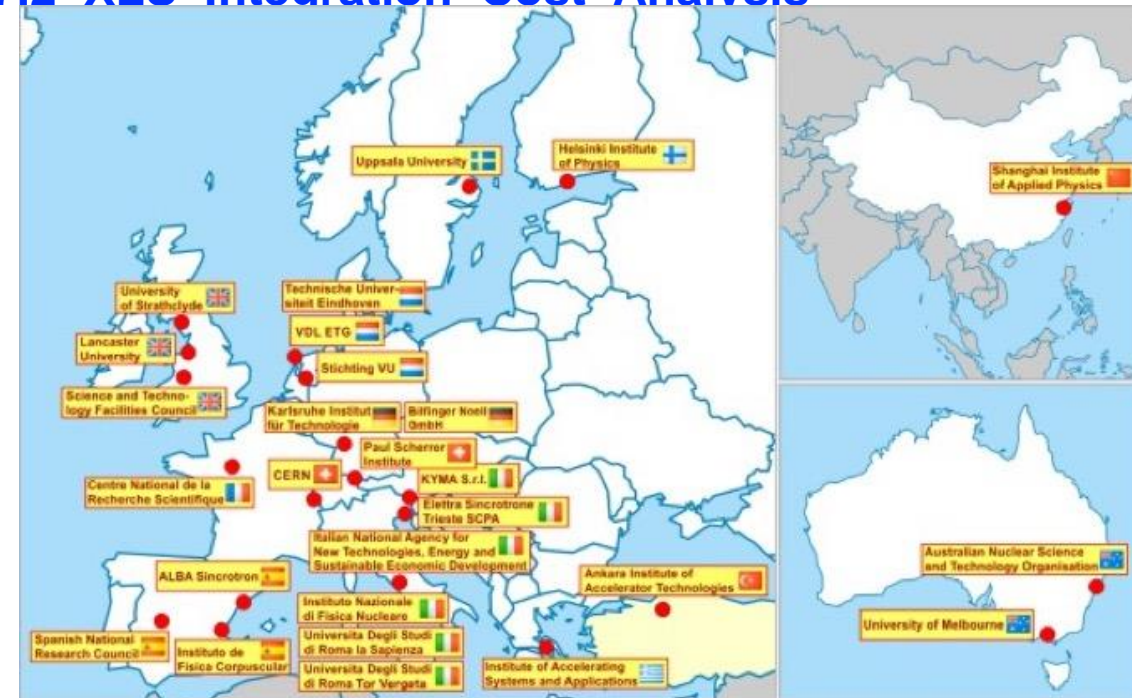 XLS Integration Cost Analysis
Uppsala University
Helsinki Institute
of Physics
Shanghai Institute
of Applied Physics
University
of Strathclyde
Technische Univer-
siteit Eindhoven
VDL ETG
Lancaster
University
Stichting VU
Science and Techno-
logy Facilities Council
Karlsruhe Institut
für Technologie
Bilfinger Noell
GmbH
Paul Scherrer
Institute
CERN
KYMA S.r.l.
Centre National de la
Recherche Scientifique
Elettra Sincrotrone
Trieste SCPA
Italian National Agency for
New Technologies, Energy and
Sustainable Economic Development
Australian Nuclear Science
and Technology Organisation
ALBA Sincrotron
Ankara Institute of
Accelerator Technologies
Instituto Nazionale
di Fisica Nucleare
University of Melbourne
Spanish National
Research Council
Instituto de
Fisica Corpuscular
Universita Degli Studi
di Roma la Sapienza
Universita Degli Studi
di Roma Tor Vergata
Institute of Accelerating
Systems and Applications